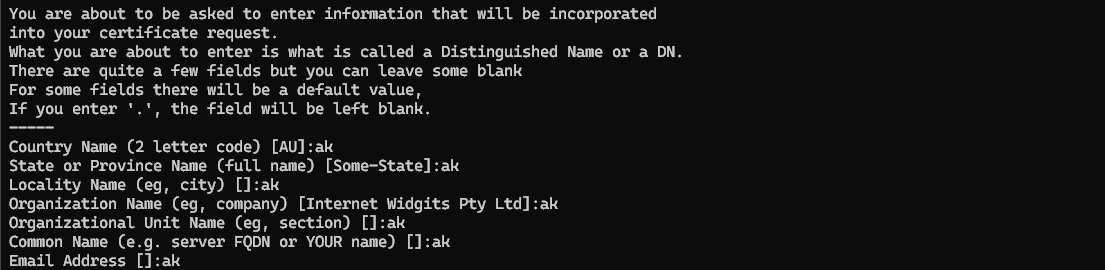 You are about to be asked to enter information that will be incorporated
into your certificate request.
What you are about to enter is what is called a Distinguished Name or a DN.
There are quite a few fields but you can leave some blank
For some fields there will be a default value,
If you enter '.', the field will be left blank.
-----
Country Name (2 letter code) [AU]:ak
State or Province Name (full name) [Some-State]:ak
Locality Name (eg, city) []:ak
Organization Name (eg, company) [Internet Widgits Pty Ltd]:ak
Organizational Unit Name (eg, section) []:ak
Common Name (e.g. server FQDN or YOUR name) []:ak
Email Address []:ak